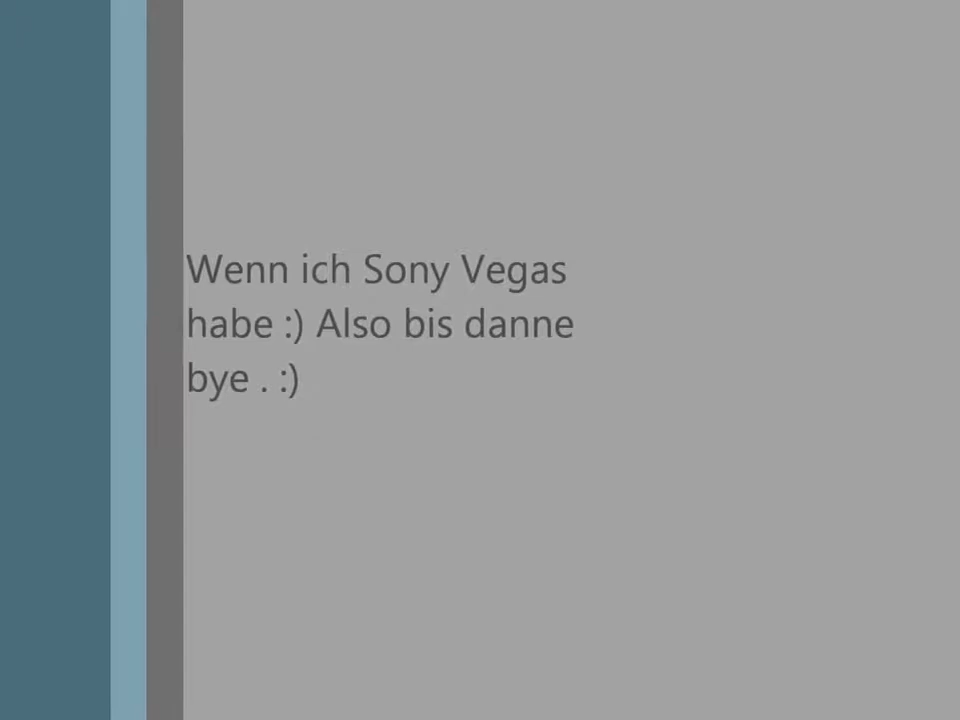 Wenn ich Sony Vegas
habe :) Also bis danne
bye . :)